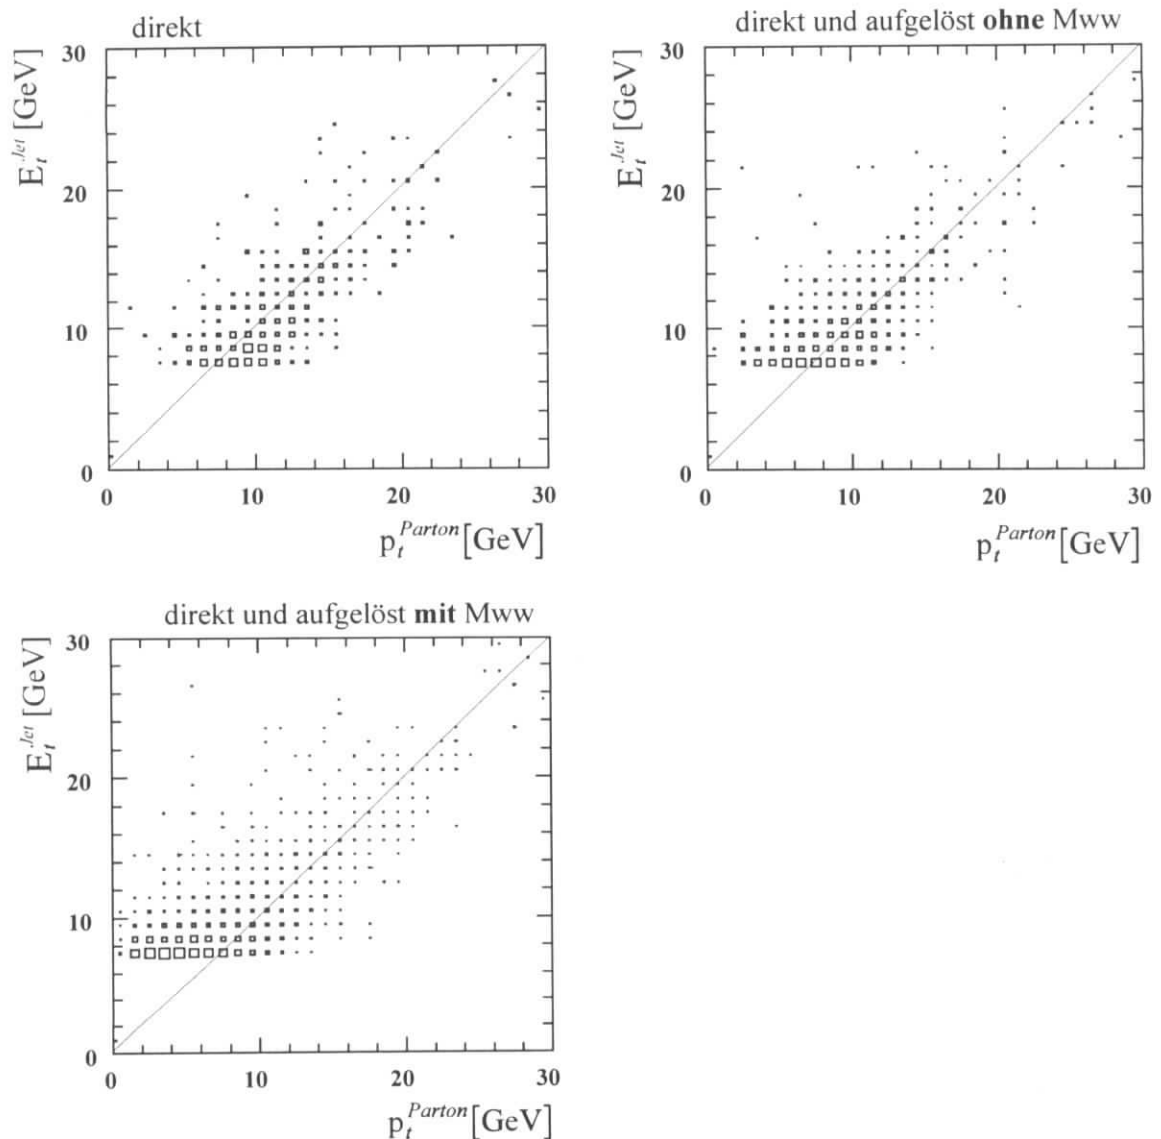 direkt
30
20
10
0
E_t^Jet [GeV]
0 10 20 30
p_t^Parton [GeV]
direkt und aufgelöst ohne Mww
30
20
10
0
E_t^Jet [GeV]
0 10 20 30
p_t^Parton [GeV]
direkt und aufgelöst mit Mww
30
20
10
0
E_t^Jet [GeV]
0 10 20 30
p_t^Parton [GeV]